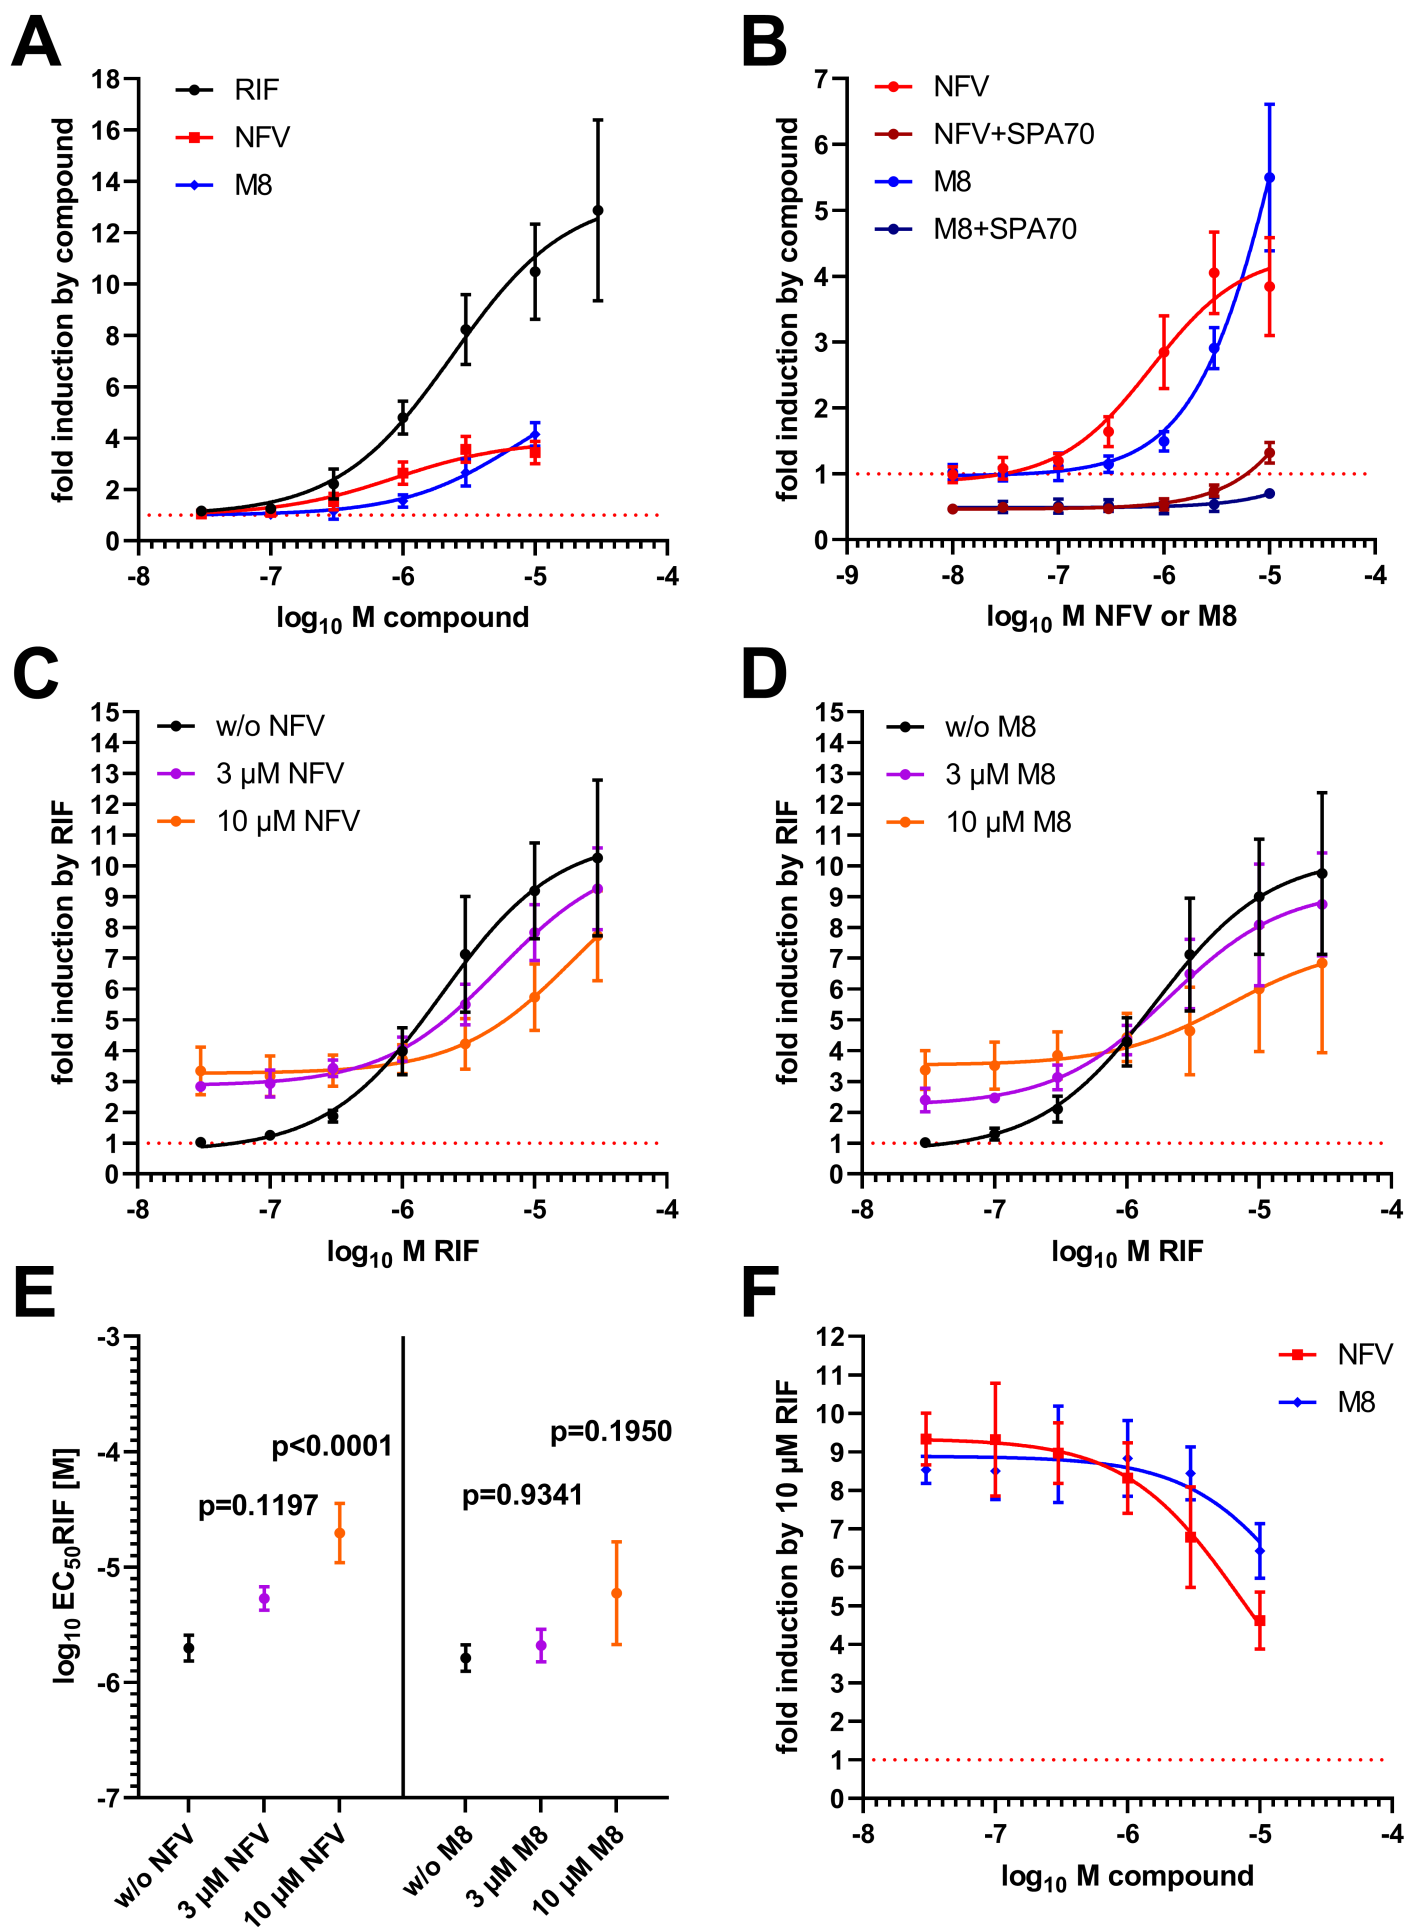 A
18
16
14
12
10
8
6
4
2
0
fold induction by compound
RIF
NFV
M8
-8
-7
-6
-5
-4
log10 M compound
B
7
6
5
4
3
2
1
0
fold induction by compound
NFV
NFV+SPA70
M8
M8+SPA70
-9
-8
-7
-6
-5
-4
log10 M NFV or M8
C
15
14
13
12
11
10
9
8
7
6
5
4
3
2
1
0
fold induction by RIF
w/o NFV
3 µM NFV
10 µM NFV
-8
-7
-6
-5
-4
log10 M RIF
D
15
14
13
12
11
10
9
8
7
6
5
4
3
2
1
0
fold induction by RIF
w/o M8
3 µM M8
10 µM M8
-8
-7
-6
-5
-4
log10 M RIF
E
-3
-4
-5
-6
-7
log10 EC50RIF [M]
p<0.0001
p=0.1197
p=0.1950
p=0.9341
w/o NFV
3 µM NFV
10 µM NFV
w/o M8
3 µM M8
10 µM M8
F
12
11
10
9
8
7
6
5
4
3
2
1
0
fold induction by 10 µM RIF
NFV
M8
-8
-7
-6
-5
-4
log10 M compound